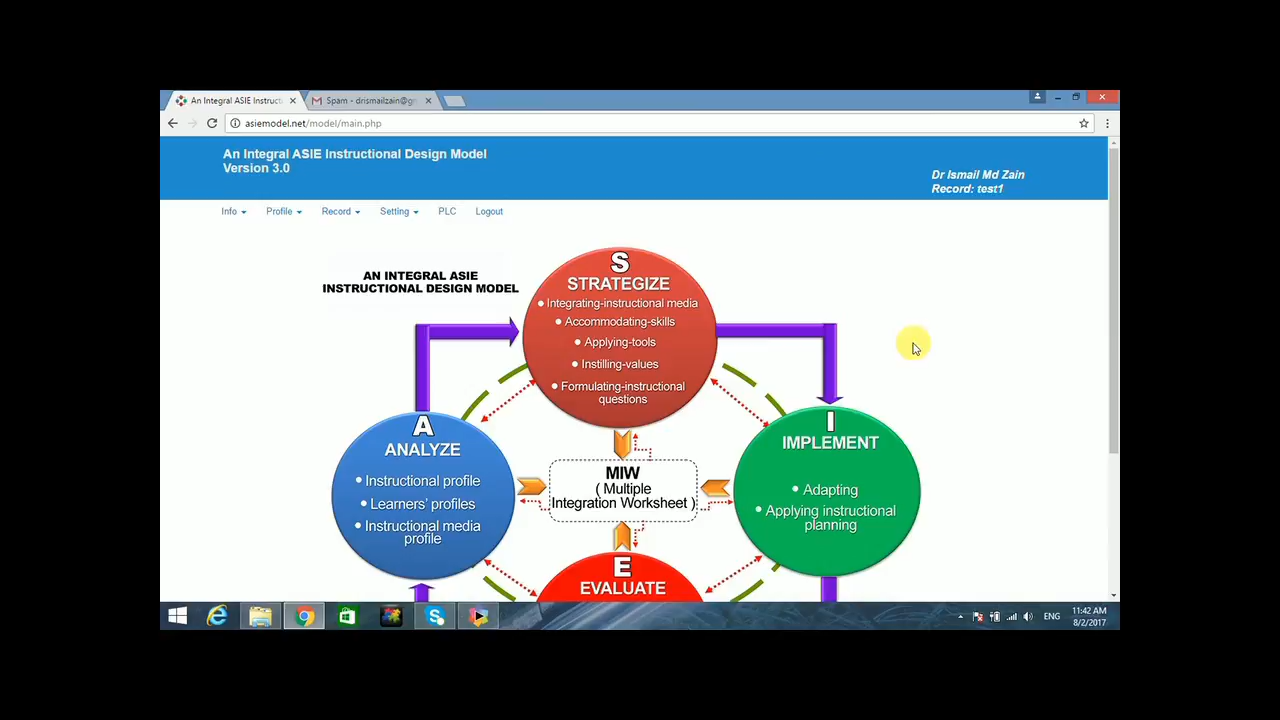 An Integral ASIE Instruct
Spam - drismailzain@gm
asiemodel.net/model/main.php
An Integral ASIE Instructional Design Model
Version 3.0
Dr Ismail Md Zain
Record: test1
Info Profile Record Setting PLC Logout
AN INTEGRAL ASIE
INSTRUCTIONAL DESIGN MODEL
S
STRATEGIZE
Integrating-instructional media
Accommodating-skills
Applying-tools
Instilling-values
Formulating-instructional
questions
A
ANALYZE
Instructional profile
Learners' profiles
Instructional media
profile
MIW
( Multiple
Integration Worksheet )
I
IMPLEMENT
Adapting
Applying instructional
planning
E
EVALUATE
ENG
11:42 AM
8/2/2017